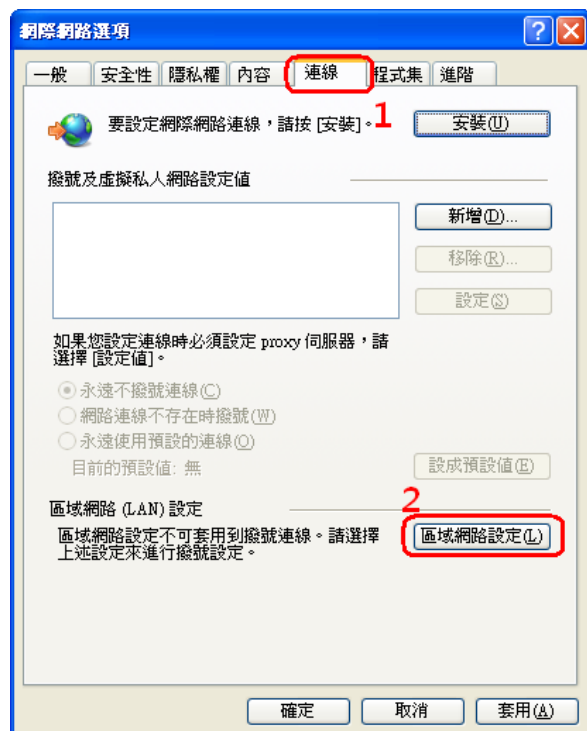 網際網路選項
一般 安全性 隱私權 內容 連線 程式集 進階
1
要設定網際網路連線，請按 [安裝]。 安裝(U)
撥號及虛擬私人網路設定值
新增(D)...
移除(R)...
設定(S)
如果您設定連線時必須設定 proxy 伺服器，請
選擇 [設定值]。
永遠不撥號連線(C)
網路連線不存在時撥號(W)
永遠使用預設的連線(O)
目前的預設值: 無 設成預設值(E)
2
區域網路 (LAN) 設定
區域網路設定不可套用到撥號連線。請選擇
上述設定來進行撥號設定。
區域網路設定(L)
確定 取消 套用(A)